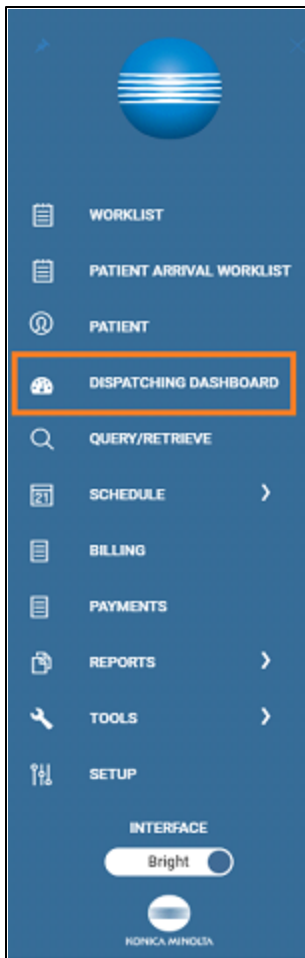 WORKLIST
PATIENT ARRIVAL WORKLIST
PATIENT
DISPATCHING DASHBOARD
QUERY/RETRIEVE
21 SCHEDULE
BILLING
PAYMENTS
REPORTS
TOOLS
SETUP
INTERFACE
Bright
KONICA MINOLTA